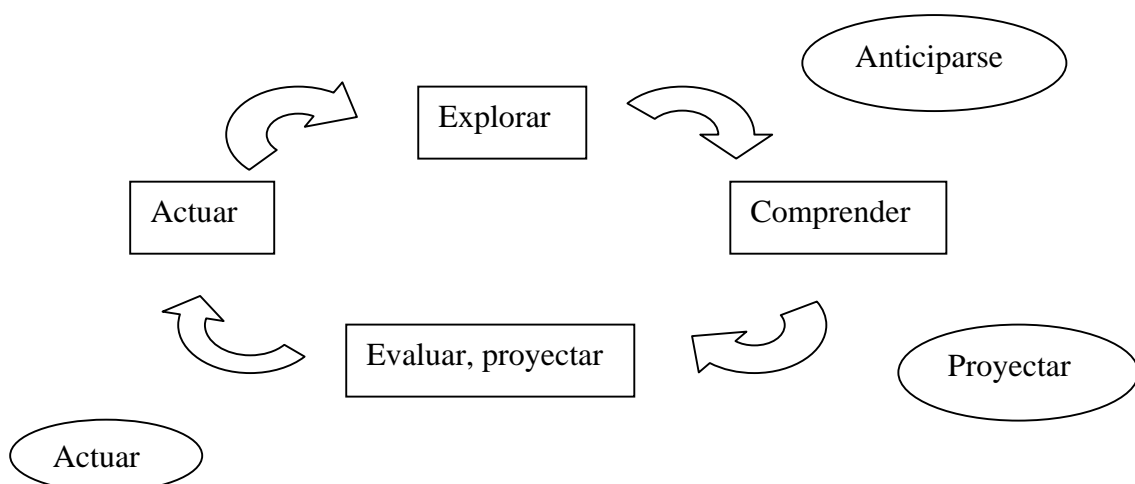 Anticiparse
Explorar
Actuar
Comprender
Evaluar, proyectar
Proyectar
Actuar